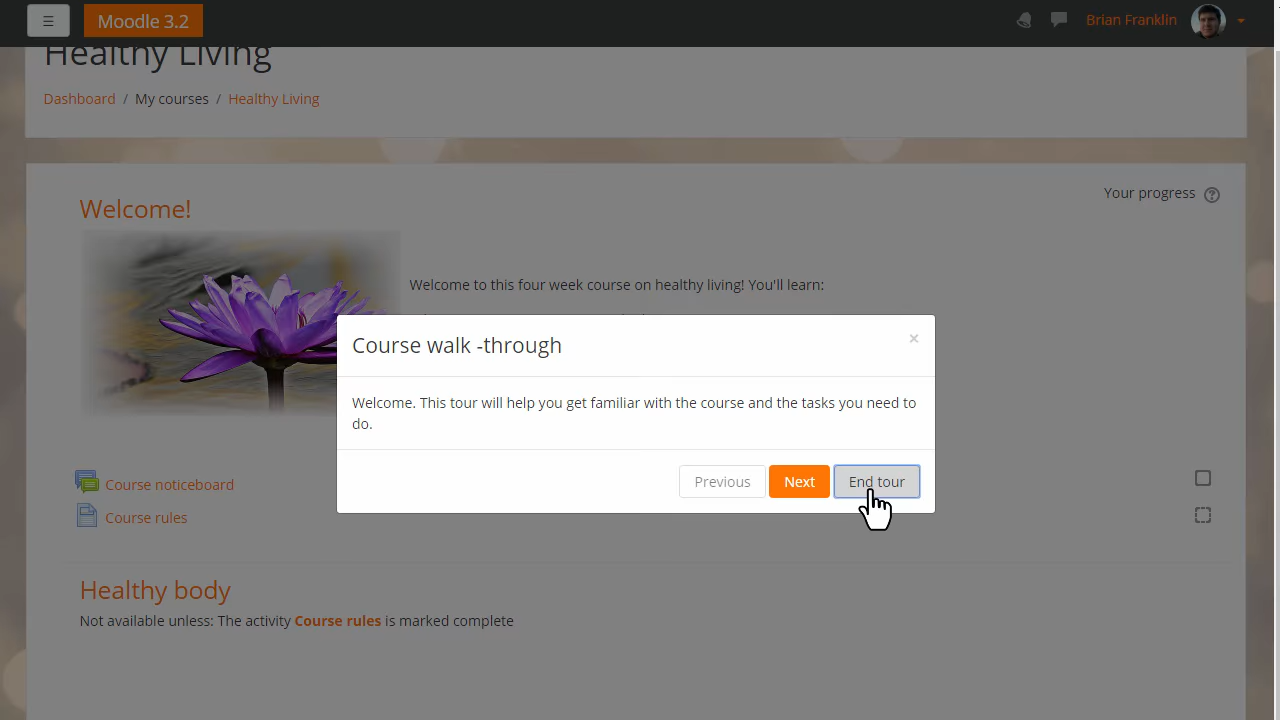 ☰ Moodle 3.2 Brian Franklin
Healthy Living
Dashboard / My courses / Healthy Living
Your progress
Welcome!
Welcome to this four week course on healthy living! You'll learn:
Course walk -through ×
Welcome. This tour will help you get familiar with the course and the tasks you need to
do.
Previous Next End tour
Course noticeboard
Course rules
Healthy body
Not available unless: The activity Course rules is marked complete